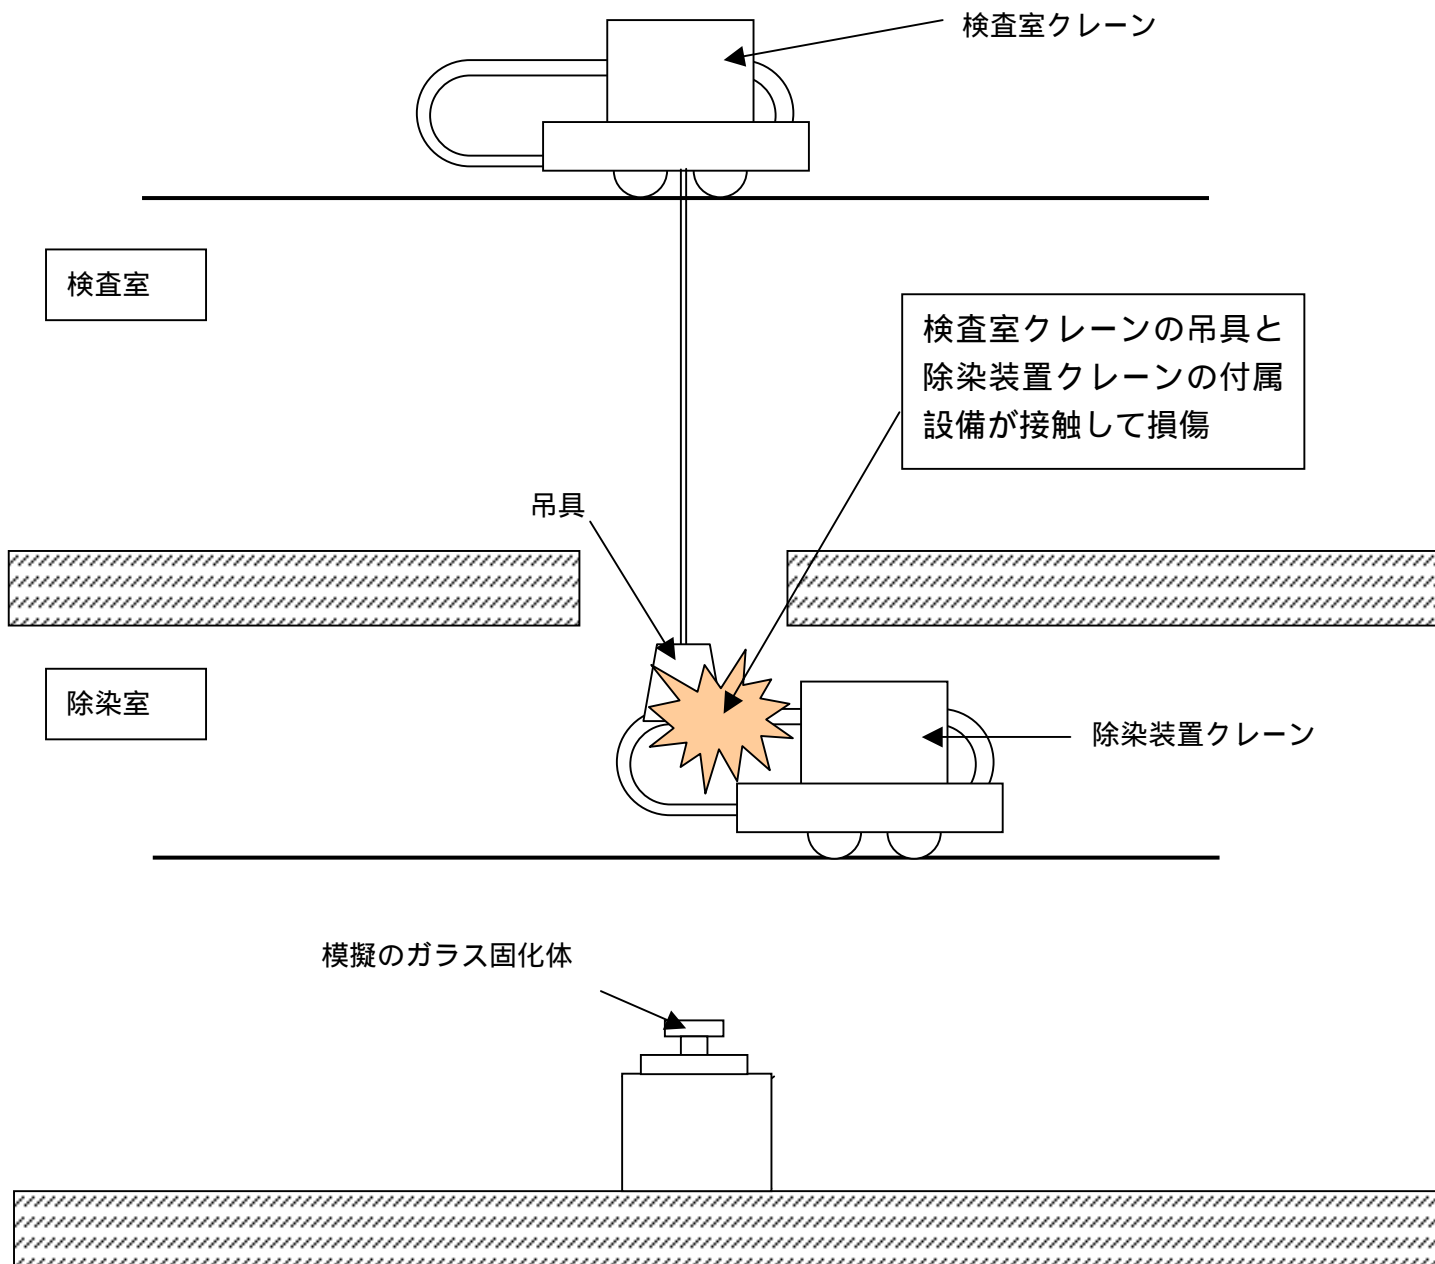 検査室クレーン
検査室
検査室クレーンの吊具と
除染装置クレーンの付属
設備が接触して損傷
吊具
除染室
除染装置クレーン
模擬のガラス固化体